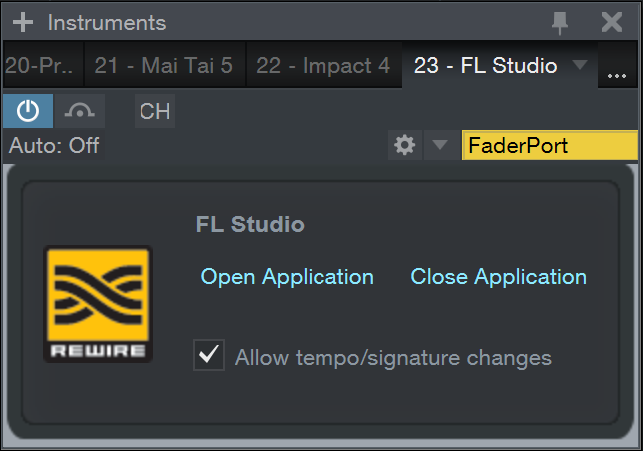 Instruments
20-Pr.. 21 - Mai Tai 5 22 - Impact 4 23 - FL Studio ...
CH
Auto: Off FaderPort
FL Studio
Open Application Close Application
REWIRE
Allow tempo/signature changes